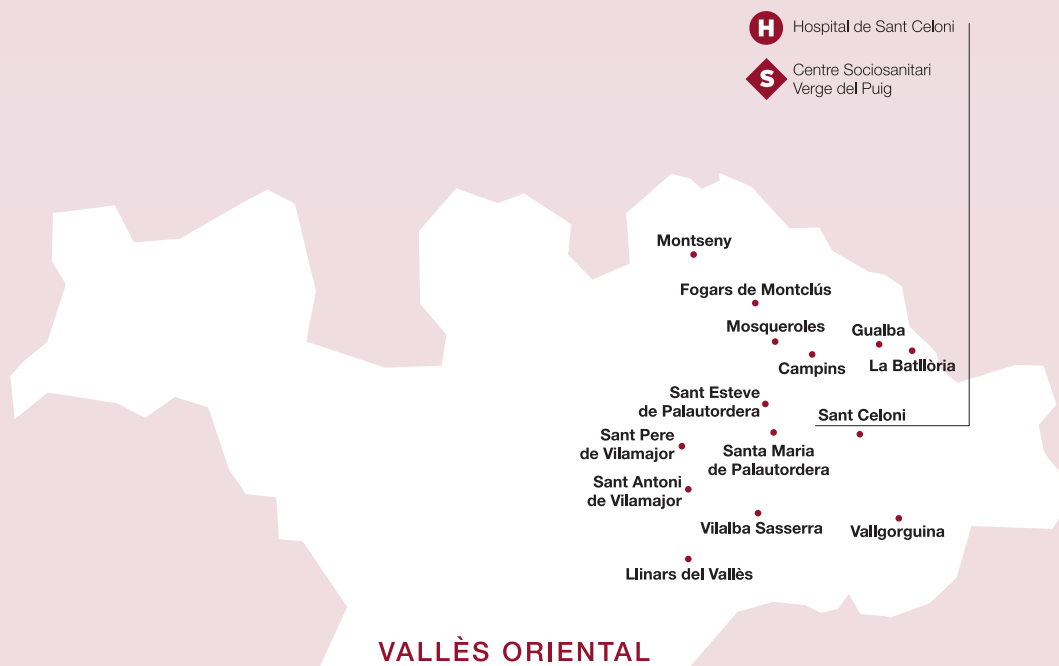 H Hospital de Sant Celoni
S Centre Sociosanitari
Verge del Puig
Montseny
Fogars de Montclús
Mosqueroles
Gualba
Campins
La Batllòria
Sant Esteve
de Palautordera
Sant Celoni
Sant Pere
de Vilamajor
Santa Maria
de Palautordera
Sant Antoni
de Vilamajor
Vilalba Sasserra
Vallgorguina
Llinars del Vallès
VALLÈS ORIENTAL